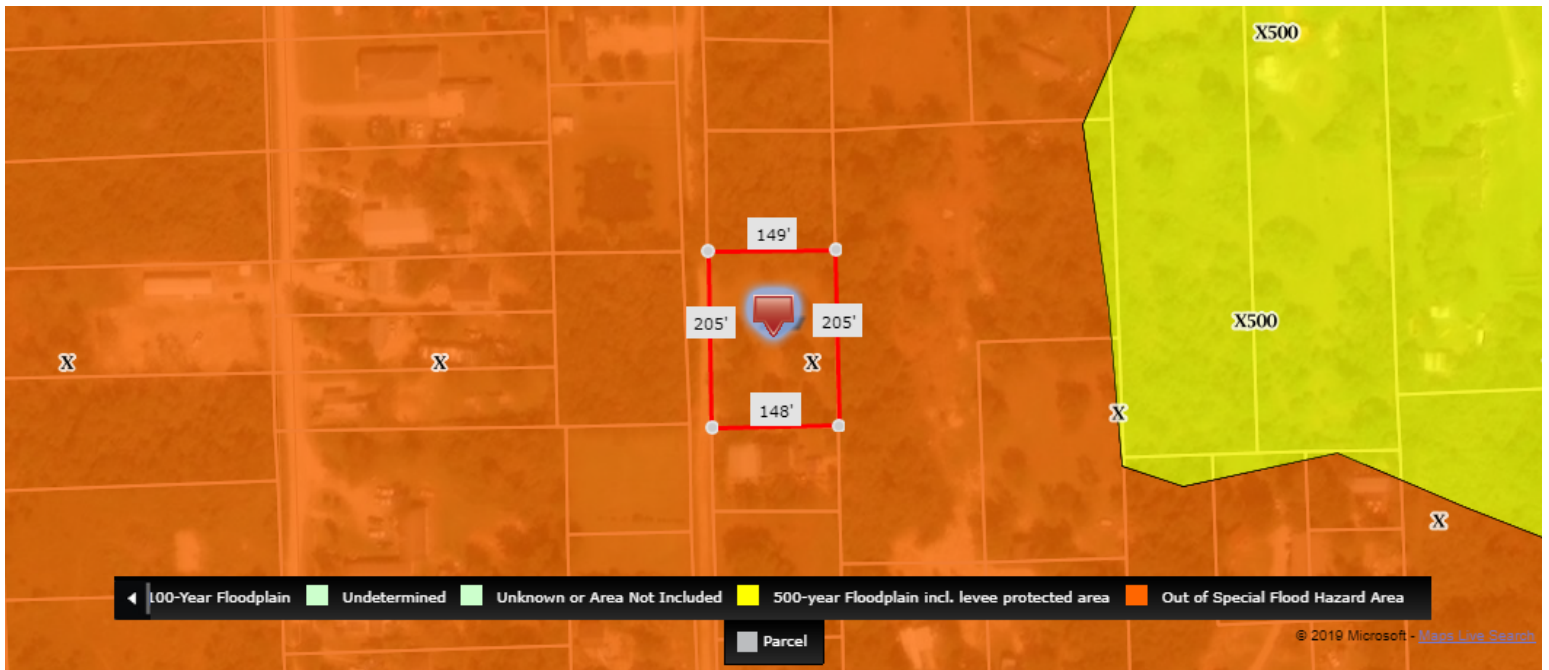 X500
149'
205'
205'
X500
X
X
X
148'
X
X
100-Year Floodplain Undetermined Unknown or Area Not Included 500-year Floodplain incl. levee protected area Out of Special Flood Hazard Area
Parcel
© 2019 Microsoft - Maps Live Search